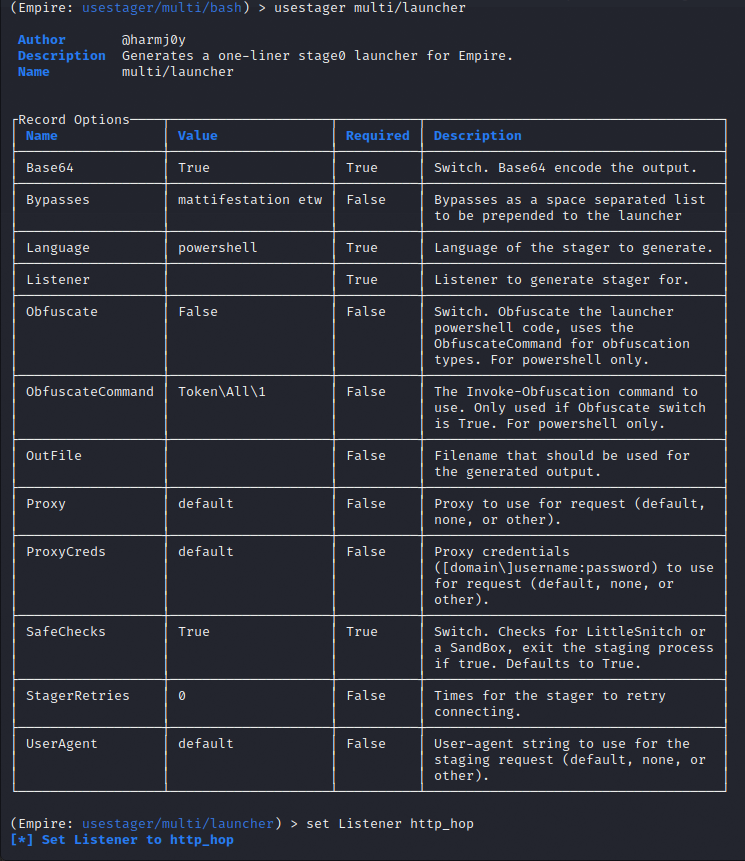 (Empire: usestager/multi/bash) > usestager multi/launcher
Author @harmj0y
Description Generates a one-liner stage0 launcher for Empire.
Name multi/launcher
Record Options
Name Value Required Description
Base64 True True Switch. Base64 encode the output.
Bypasses mattifestation etw False Bypasses as a space separated list
to be prepended to the launcher
Language powershell True Language of the stager to generate.
Listener True Listener to generate stager for.
Obfuscate False False Switch. Obfuscate the launcher
powershell code, uses the
ObfuscateCommand for obfuscation
types. For powershell only.
ObfuscateCommand Token\All\1 False The Invoke-Obfuscation command to
use. Only used if Obfuscate switch
is True. For powershell only.
OutFile False Filename that should be used for
the generated output.
Proxy default False Proxy to use for request (default,
none, or other).
ProxyCreds default False Proxy credentials
([domain\]username:password) to use
for request (default, none, or
other).
SafeChecks True True Switch. Checks for LittleSnitch or
a SandBox, exit the staging process
if true. Defaults to True.
StagerRetries 0 False Times for the stager to retry
connecting.
UserAgent default False User-agent string to use for the
staging request (default, none, or
other).
(Empire: usestager/multi/launcher) > set Listener http_hop
[*] Set Listener to http_hop